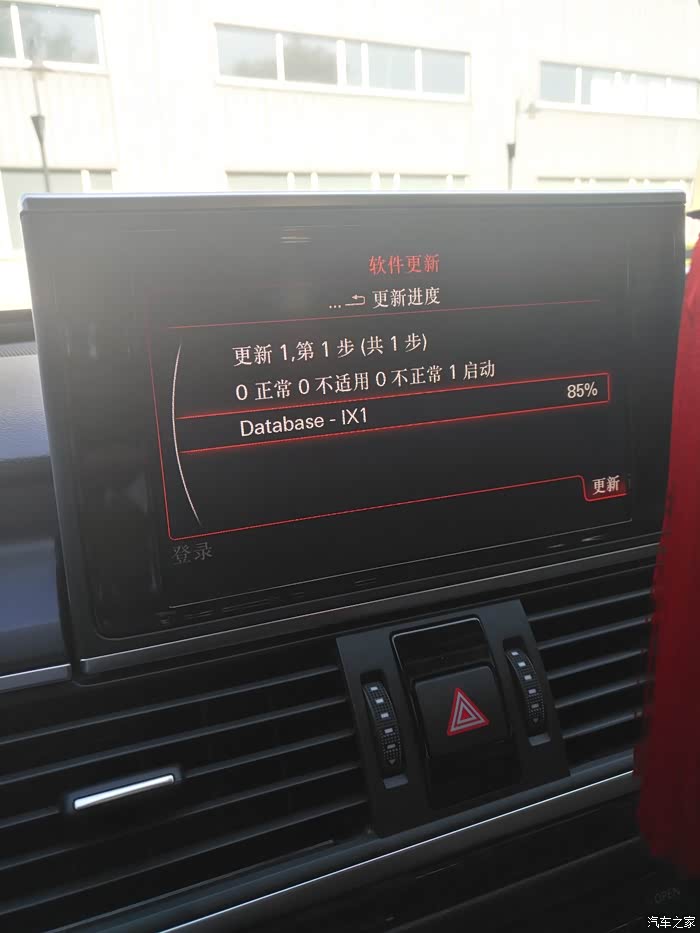 软件更新
... 更新进度
更新 1,第 1 步 (共 1 步)
0 正常 0 不适用 0 不正常 1 启动
Database - IX1 85%
更新
登录
OPEN
汽车之家